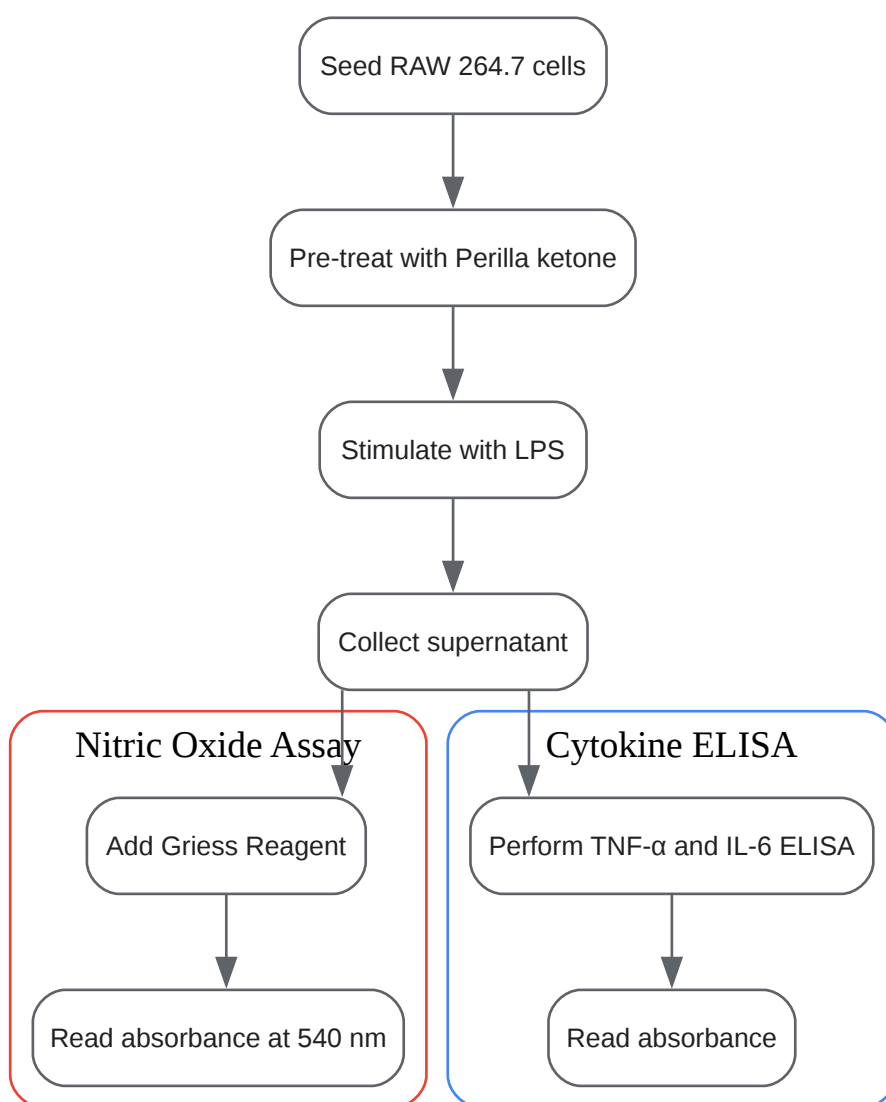 Seed RAW 264.7 cells
Pre-treat with Perilla ketone
Stimulate with LPS
Collect supernatant
Nitric Oxide Assay
Cytokine ELISA
Add Griess Reagent
Perform TNF-α and IL-6 ELISA
Read absorbance at 540 nm
Read absorbance